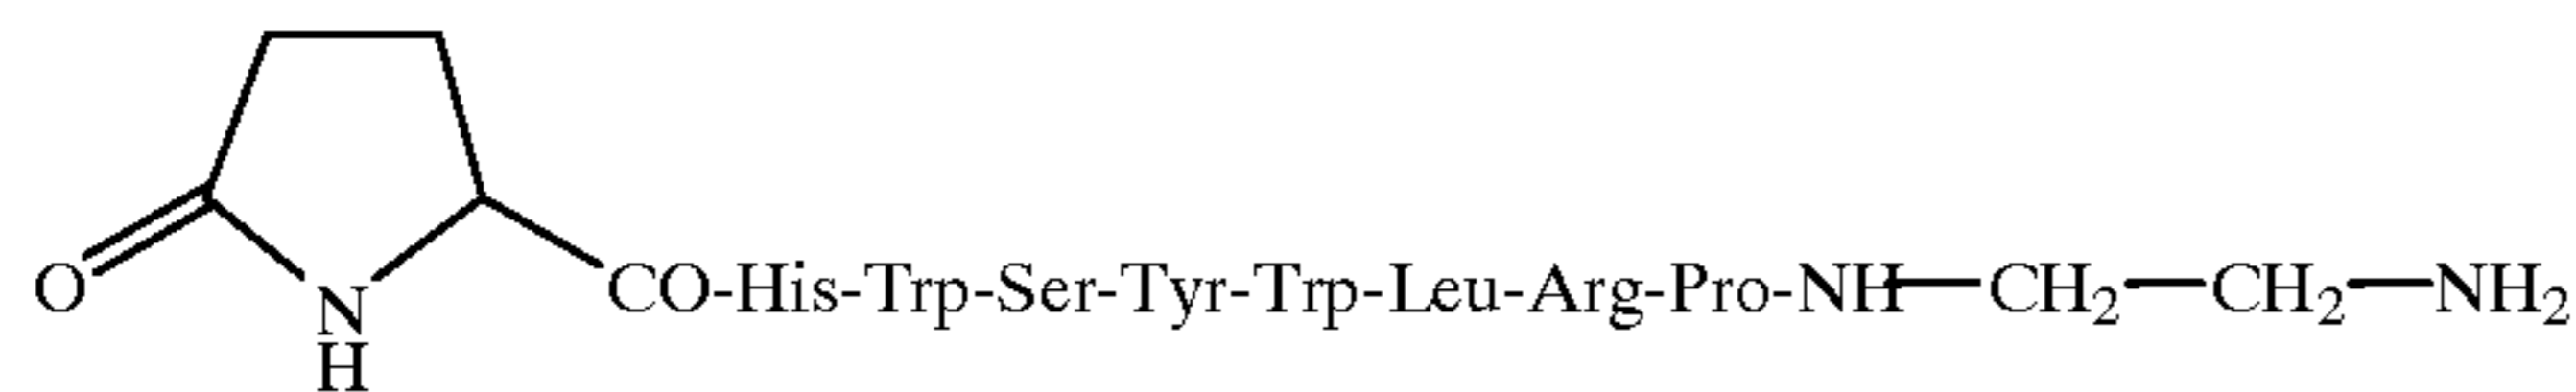 O N H CO-His-Trp-Ser-Tyr-Trp-Leu-Arg-Pro-NH—CH₂—CH₂—NH₂